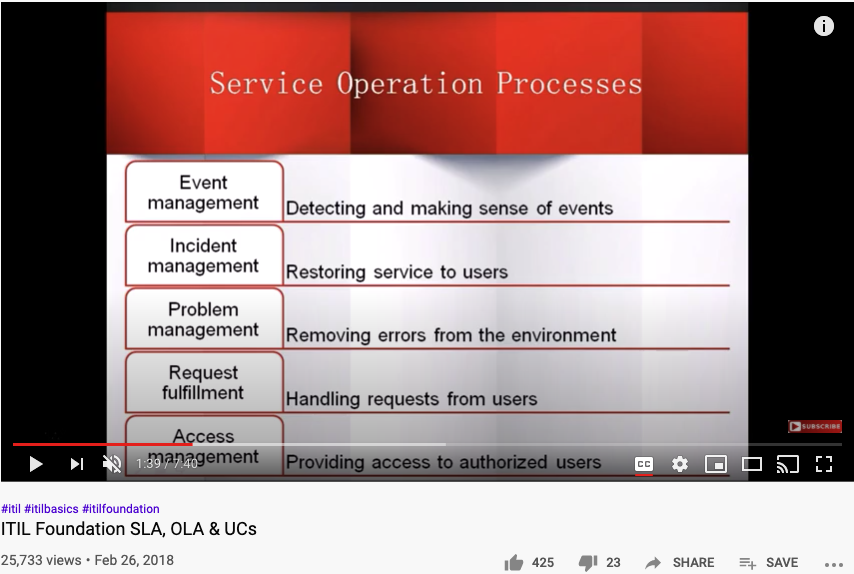 Service Operation Processes
Event
management
Detecting and making sense of events
Incident
management
Restoring service to users
Problem
management
Removing errors from the environment
Request
fulfillment
Handling requests from users
Access
management
Providing access to authorized users
SUBSCRIBE
1:39 / 7:40
CC
#itil #itilbasics #itilfoundation
ITIL Foundation SLA, OLA & UCs
25,733 views • Feb 26, 2018
425
23
SHARE
SAVE